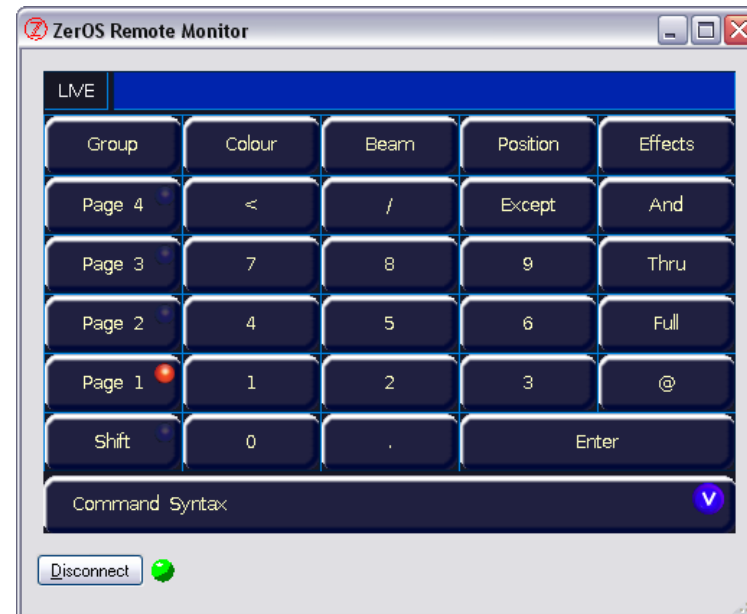 ZerOS Remote Monitor
LIVE
Group Colour Beam Position Effects
Page 4 < / Except And
Page 3 7 8 9 Thru
Page 2 4 5 6 Full
Page 1 1 2 3 @
Shift 0 . Enter
Command Syntax V
Disconnect